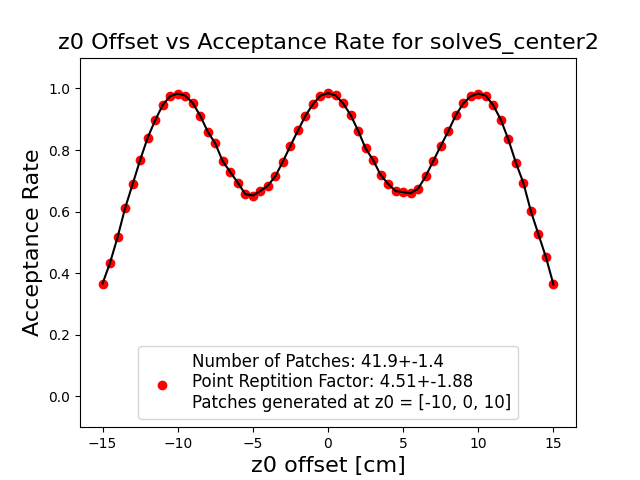 z0 Offset vs Acceptance Rate for solveS_center2
1.0
0.8
0.6
0.4
0.2
0.0
Acceptance Rate
Number of Patches: 41.9+-1.4
Point Reptition Factor: 4.51+-1.88
Patches generated at z0 = [-10, 0, 10]
−15 −10 −5 0 5 10 15
z0 offset [cm]